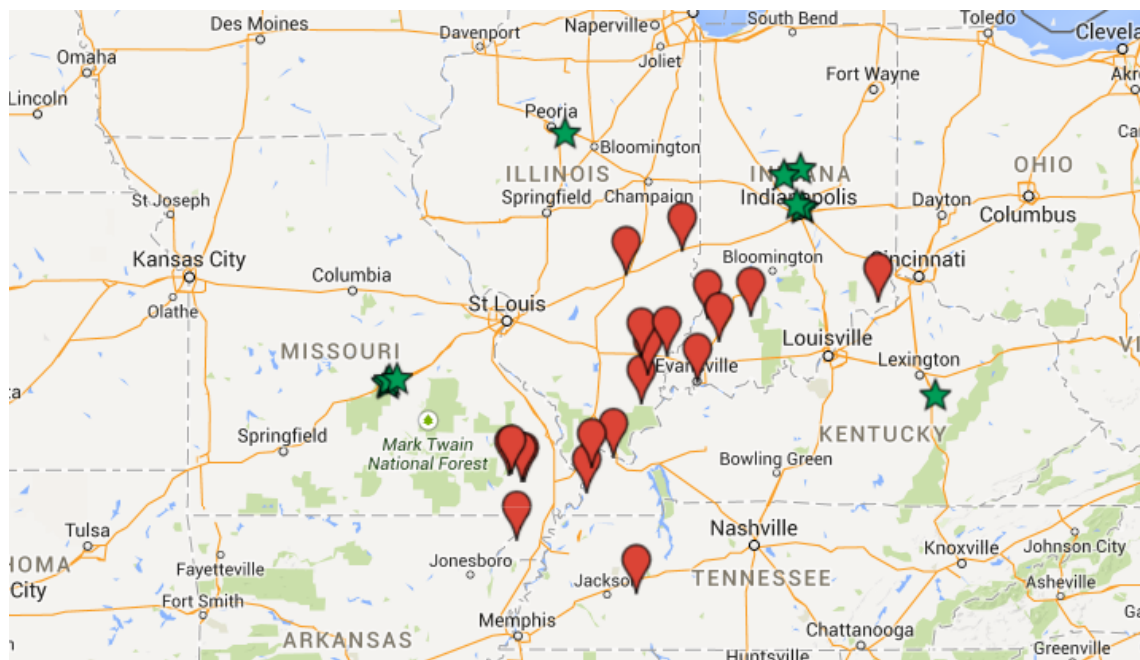 Des Moines
Davenport
Naperville
South Bend
Toledo
Clevela
Joliet
Omaha
Fort Wayne
Akro
Lincoln
Peoria
Bloomington
ILLINOIS
INDIANA
OHIO
Champaign
St Joseph
Springfield
Indianapolis
Dayton
Columbus
Kansas City
Columbia
Bloomington
Cincinnati
Olathe
St Louis
MISSOURI
Louisville
Evansville
Lexington
Springfield
Mark Twain
National Forest
KENTUCKY
Bowling Green
Tulsa
Nashville
Jonesboro
Knoxville
Johnson City
HOMA
City
Fayetteville
Jackson
TENNESSEE
Asheville
Fort Smith
Memphis
ARKANSAS
Chattanooga
Greenville
Huntsville